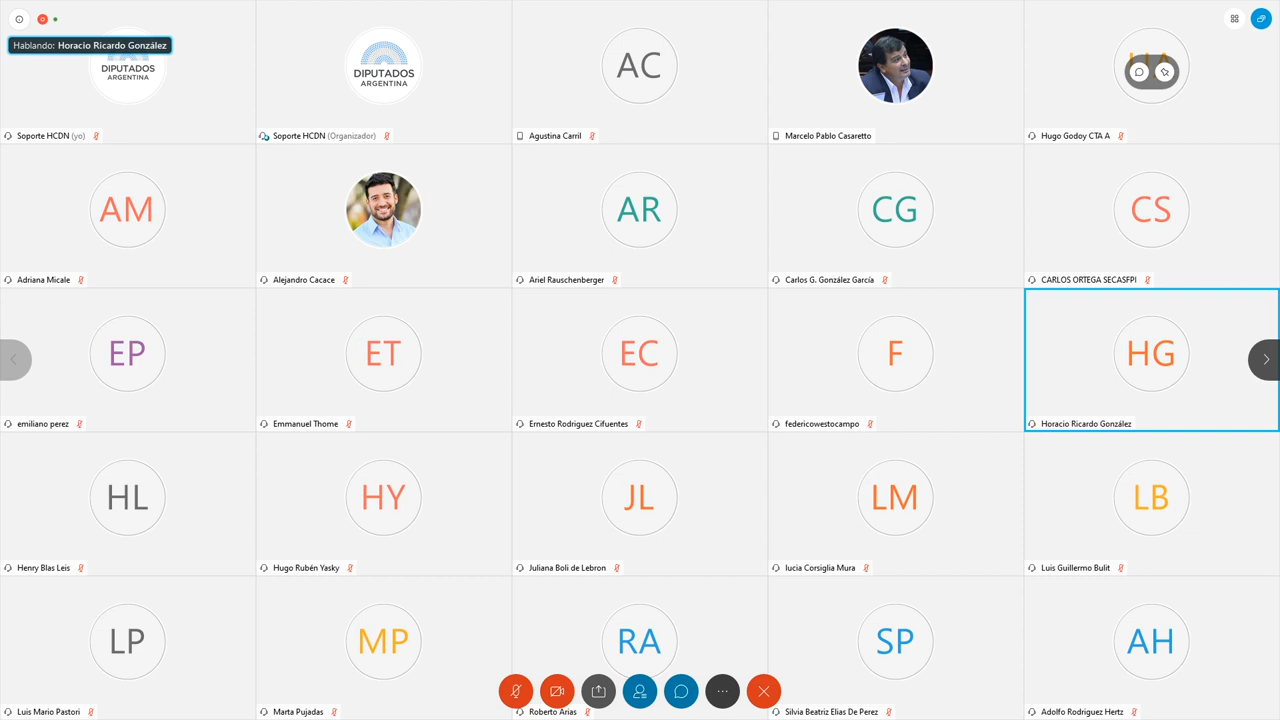 Hablando: Horacio Ricardo González
DIPUTADOS
ARGENTINA
DIPUTADOS
ARGENTINA
AC
Soporte HCDN (yo)
Soporte HCDN (Organizador)
Agustina Carril
Marcelo Pablo Casaretto
Hugo Godoy CTA A
AM
AR
CG
CS
Adriana Micale
Alejandro Cacace
Ariel Rauschenberger
Carlos G. González García
CARLOS ORTEGA SECASFPI
EP
ET
EC
F
HG
emiliano perez
Emmanuel Thome
Ernesto Rodriguez Cifuentes
federicowestocampo
Horacio Ricardo González
HL
HY
JL
LM
LB
Henry Blas Leis
Hugo Rubén Yasky
Juliana Boli de Lebron
lucia Corsiglia Mura
Luis Guillermo Bulit
LP
MP
RA
SP
AH
Luis Mario Pastori
Marta Pujadas
Roberto Arias
Silvia Beatriz Elias De Perez
Adolfo Rodriguez Hertz